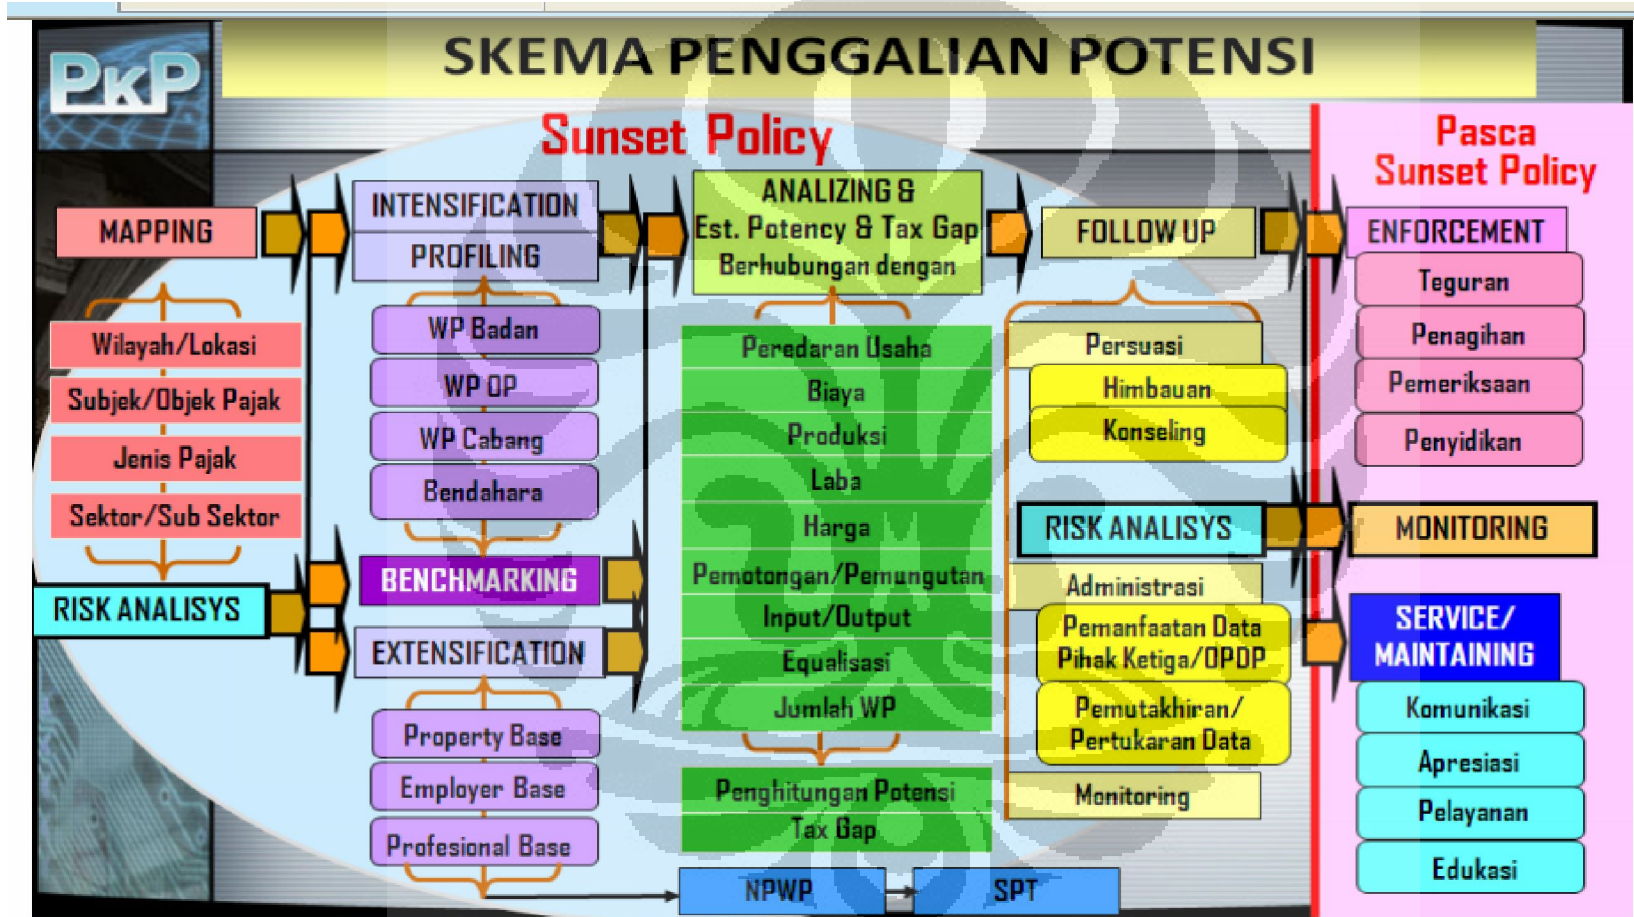 PKP
SKEMA PENGGALIAN POTENSI
Sunset Policy
Pasca
Sunset Policy
MAPPING
Wilayah/Lokasi
Subjek/Objek Pajak
Jenis Pajak
Sektor/Sub Sektor
RISK ANALISYS
INTENSIFICATION
PROFILING
WP Badan
WP OP
WP Cabang
Bendahara
BENCHMARKING
EXTENSIFICATION
Property Base
Employer Base
Profesional Base
ANALIZING &
Est. Potency & Tax Gap
Berhubungan dengan
Peredaran Usaha
Biaya
Produksi
Laba
Harga
Pemotongan/Pemungutan
Input/Output
Equalisasi
Jumlah WP
Penghitungan Potensi
Tax Gap
NPWP
SPT
FOLLOW UP
Persuasi
Himbauan
Konseling
RISK ANALISYS
Administrasi
Pemanfaatan Data
Pihak Ketiga/OPDP
Pemutakhiran/
Pertukaran Data
Monitoring
ENFORCEMENT
Teguran
Penagihan
Pemeriksaan
Penyidikan
MONITORING
SERVICE/
MAINTAINING
Komunikasi
Apresiasi
Pelayanan
Edukasi